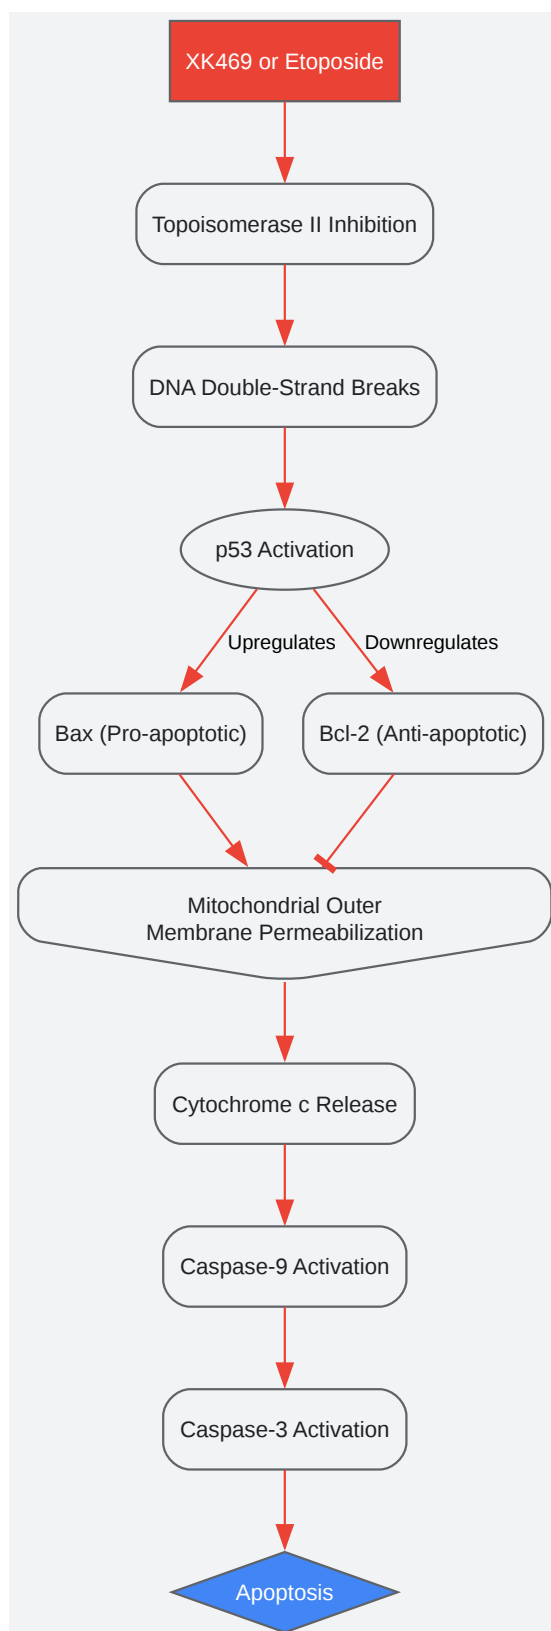 XK469 or Etoposide
Topoisomerase II Inhibition
DNA Double-Strand Breaks
p53 Activation
Upregulates
Downregulates
Bax (Pro-apoptotic)
Bcl-2 (Anti-apoptotic)
Mitochondrial Outer
Membrane Permeabilization
Cytochrome c Release
Caspase-9 Activation
Caspase-3 Activation
Apoptosis